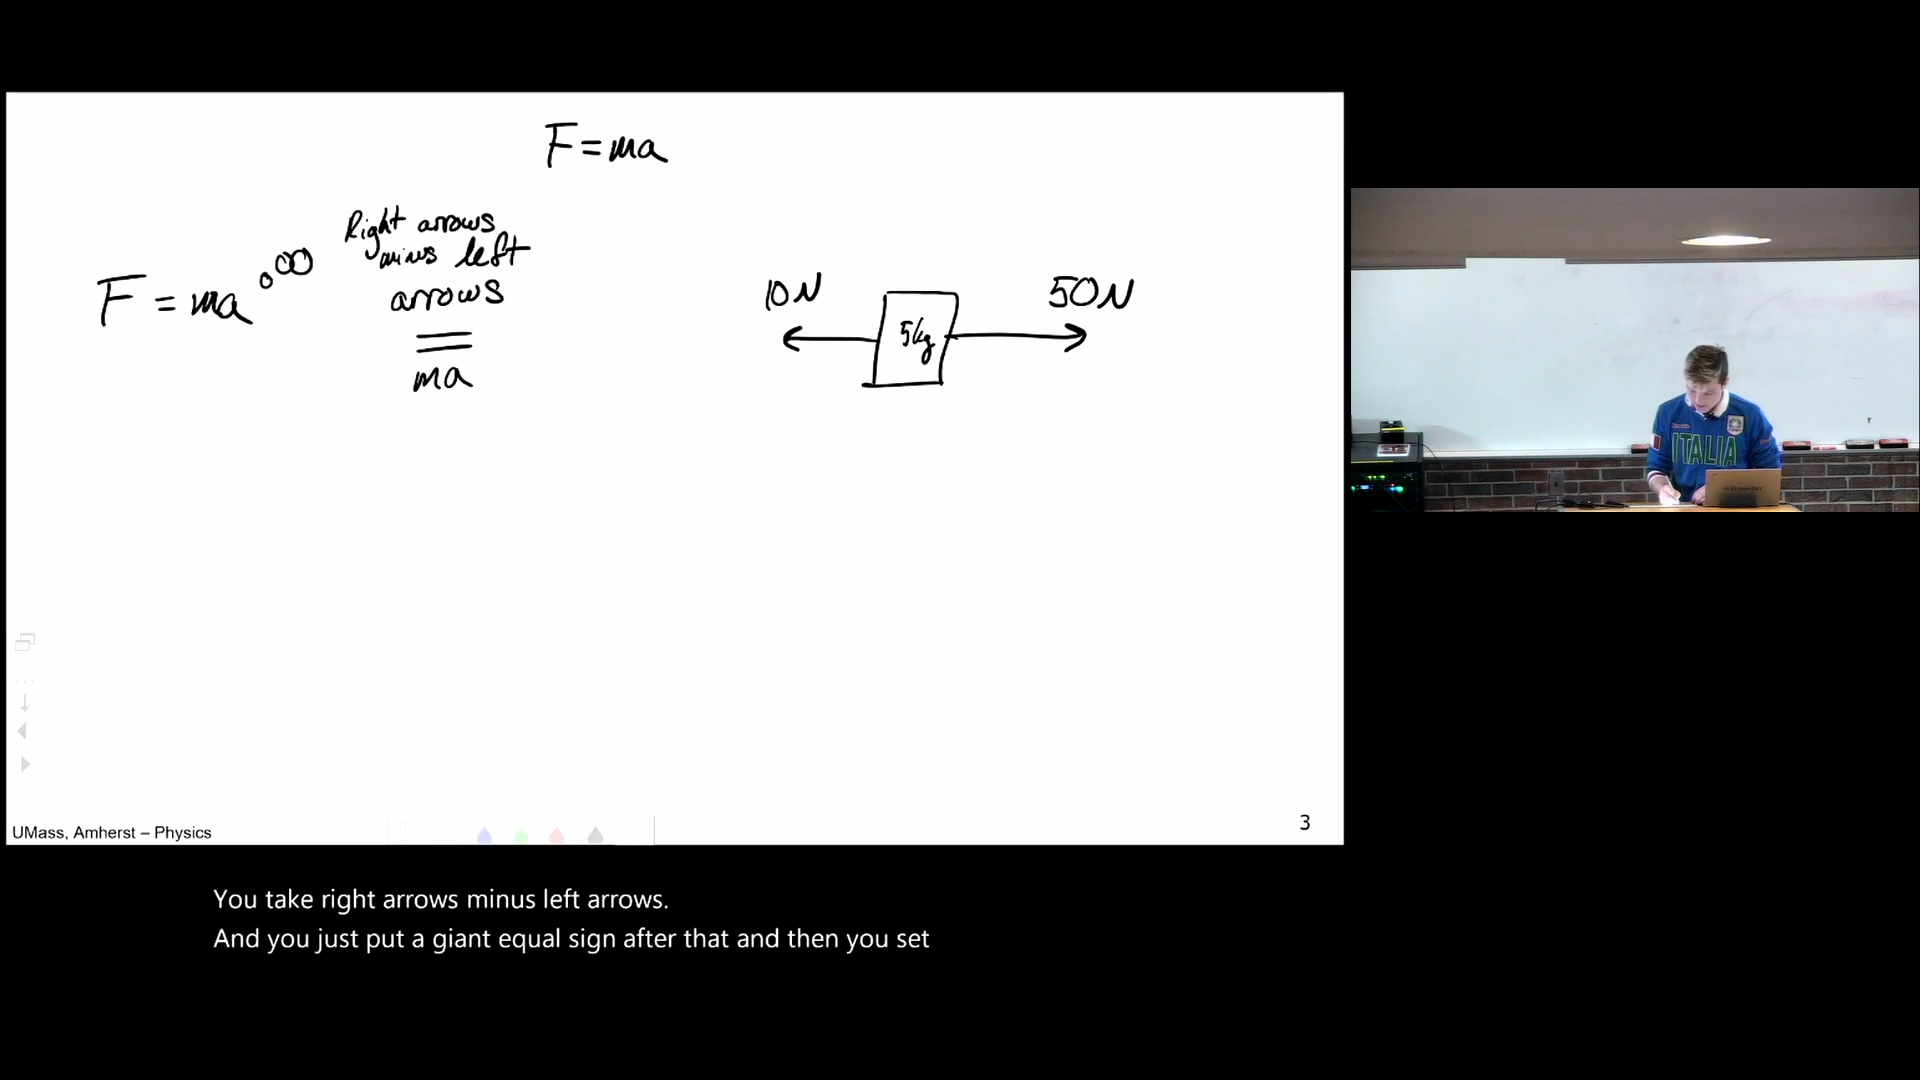 F = ma
Right arrows
minus left
arrows
=
ma
F = ma
10N
50N
5kg
ITALIA
UMass, Amherst – Physics
3
You take right arrows minus left arrows.
And you just put a giant equal sign after that and then you set